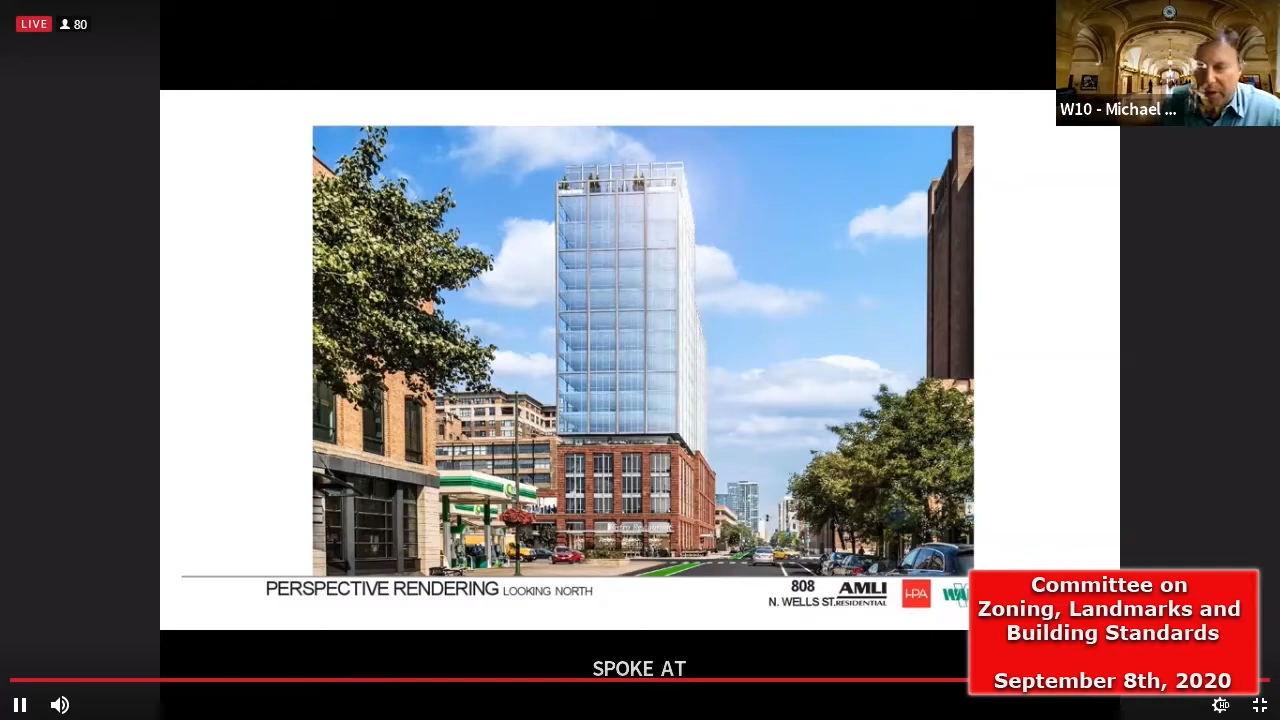 LIVE 80
W10 - Michael ...
PERSPECTIVE RENDERING LOOKING NORTH
808
N. WELLS ST.
AMLI
RESIDENTIAL
HPA
Committee on
Zoning, Landmarks and
Building Standards
September 8th, 2020
SPOKE AT
HD